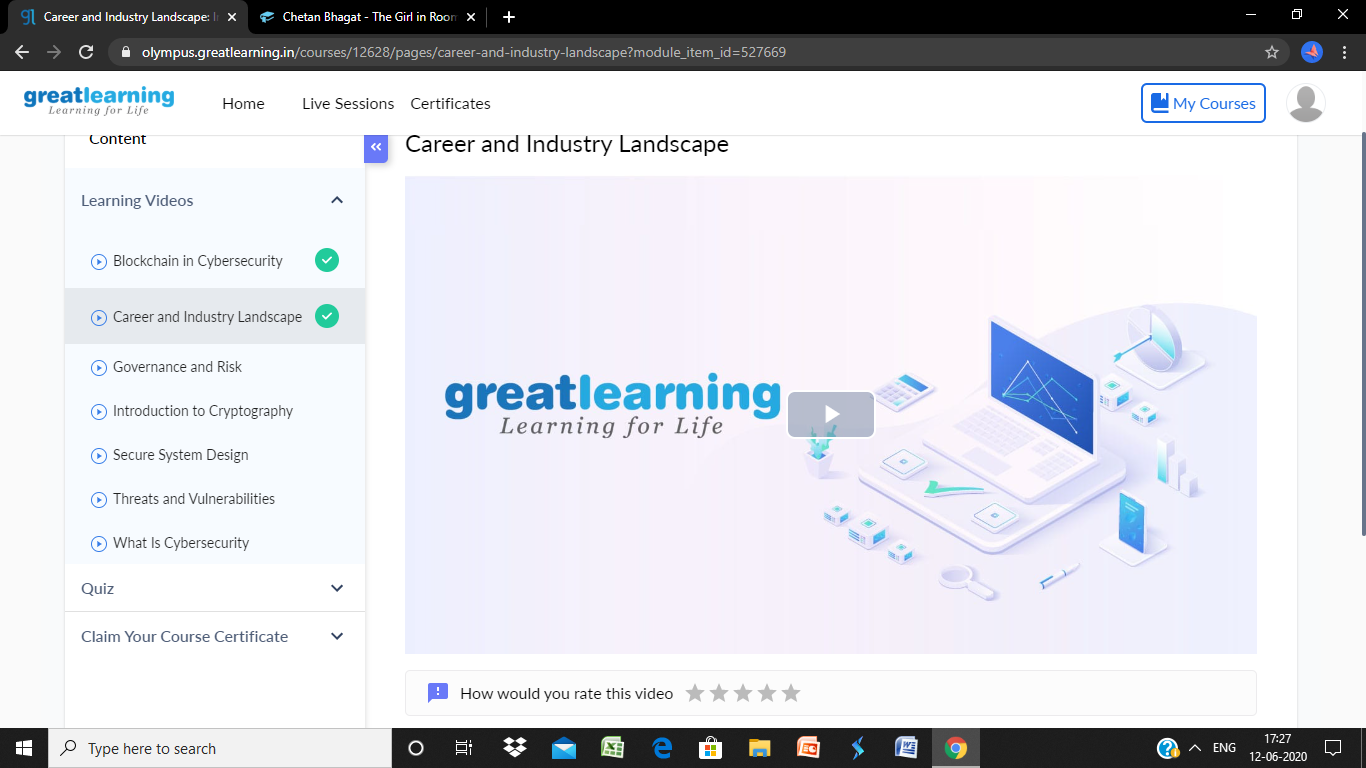 Career and Industry Landscape: I
Chetan Bhagat - The Girl in Room
olympus.greatlearning.in/courses/12628/pages/career-and-industry-landscape?module_item_id=527669
greatlearning
Learning for Life
Home
Live Sessions
Certificates
My Courses
Content
Learning Videos
Blockchain in Cybersecurity
Career and Industry Landscape
Governance and Risk
Introduction to Cryptography
Secure System Design
Threats and Vulnerabilities
What Is Cybersecurity
Quiz
Claim Your Course Certificate
Career and Industry Landscape
greatlearning
Learning for Life
How would you rate this video
Type here to search
ENG
17:27
12-06-2020